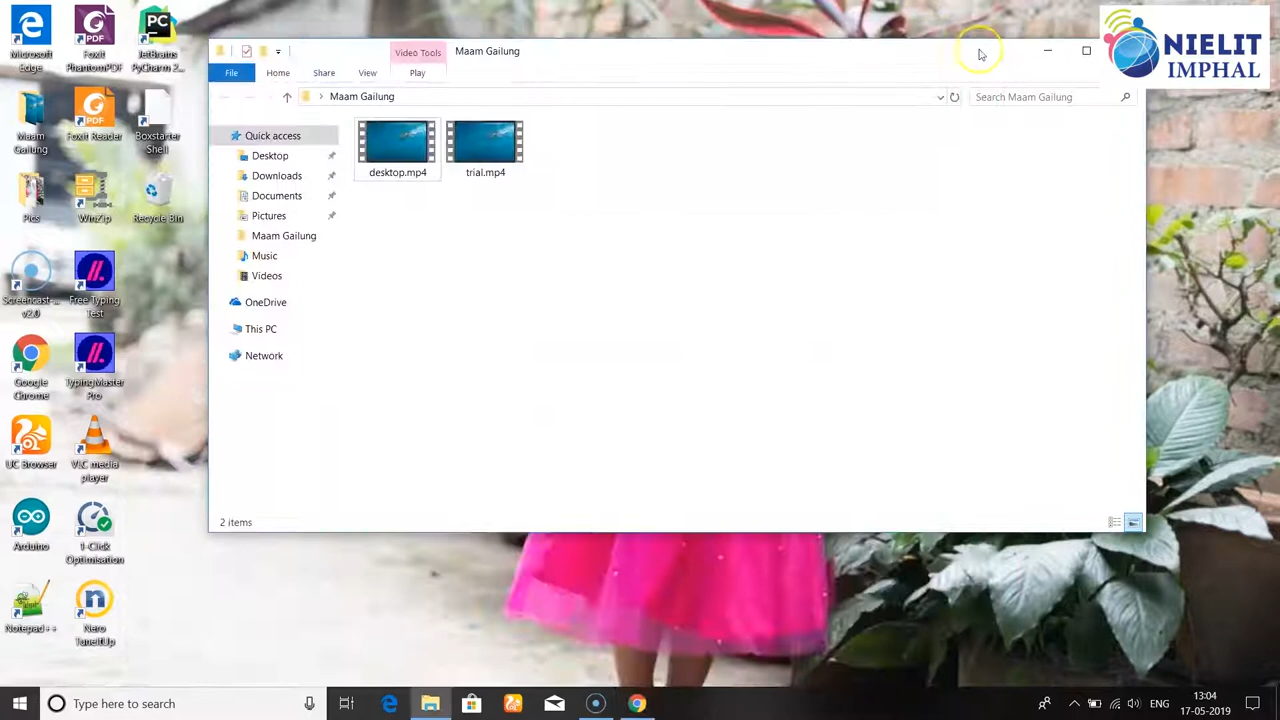 Microsoft Edge
Foxit PhantomPDF
JetBrains PyCharm 2...
Maam Gailung
Foxit Reader
Boxstarter Shell
Pics
WinZip
Recycle Bin
Screencast-... v2.0
Free Typing Test
Google Chrome
TypingMaster Pro
UC Browser
VLC media player
Arduino
1-Click Optimisation
Notepad++
Nero TuneItUp
Video Tools
Maam Gailung
File
Home
Share
View
Play
Maam Gailung
Search Maam Gailung
Quick access
Desktop
Downloads
Documents
Pictures
Maam Gailung
Music
Videos
OneDrive
This PC
Network
desktop.mp4
trial.mp4
2 items
NIELIT
IMPHAL
Type here to search
ENG
13:04
17-05-2019